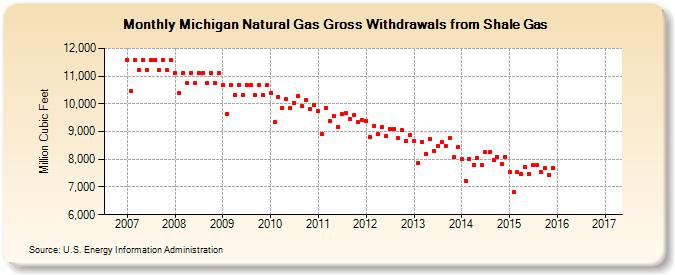 Monthly Michigan Natural Gas Gross Withdrawals from Shale Gas
Million Cubic Feet
12,000
11,000
10,000
9,000
8,000
7,000
6,000
2007 2008 2009 2010 2011 2012 2013 2014 2015 2016 2017
Source: U.S. Energy Information Administration